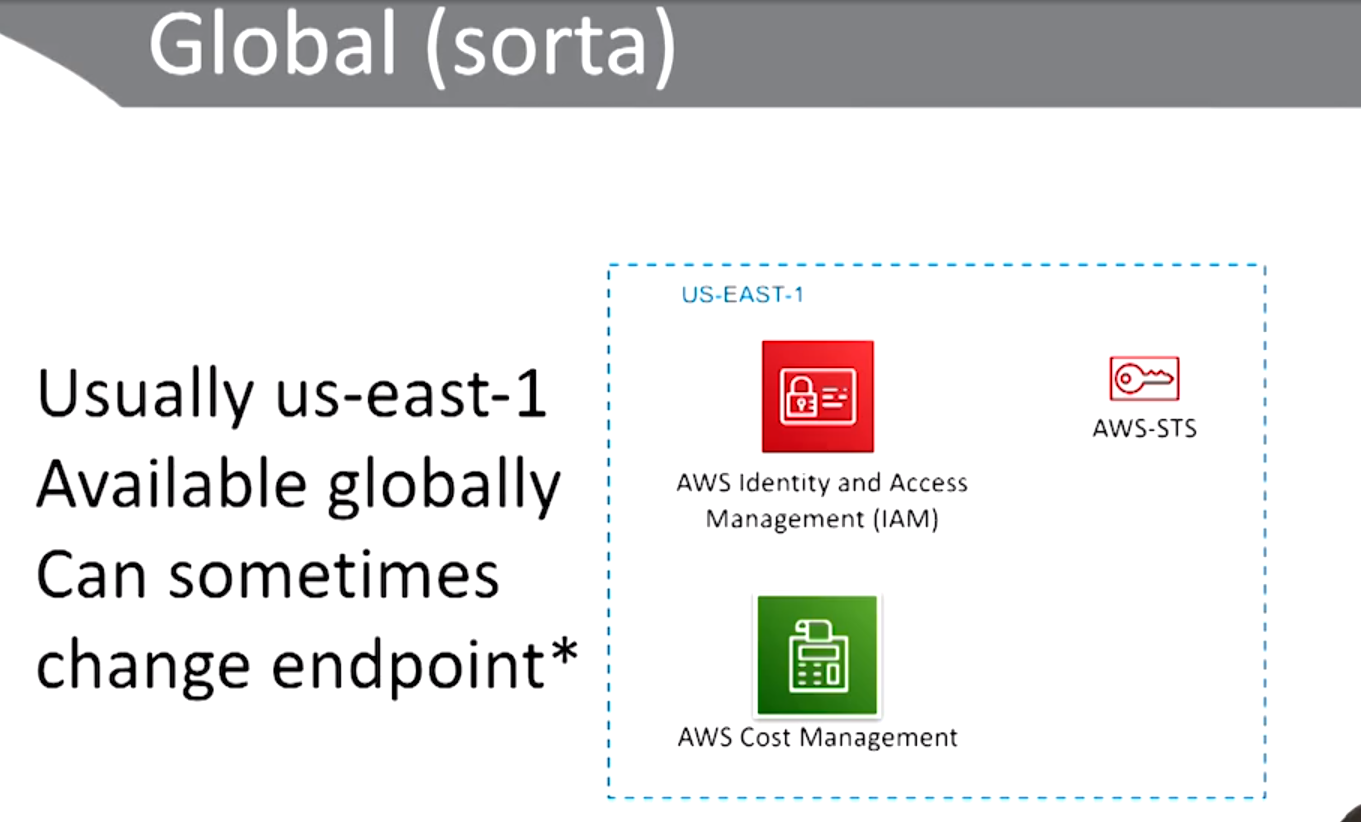 Global (sorta)
Usually us-east-1
Available globally
Can sometimes
change endpoint*
US-EAST-1
AWS Identity and Access
Management (IAM)
AWS-STS
AWS Cost Management